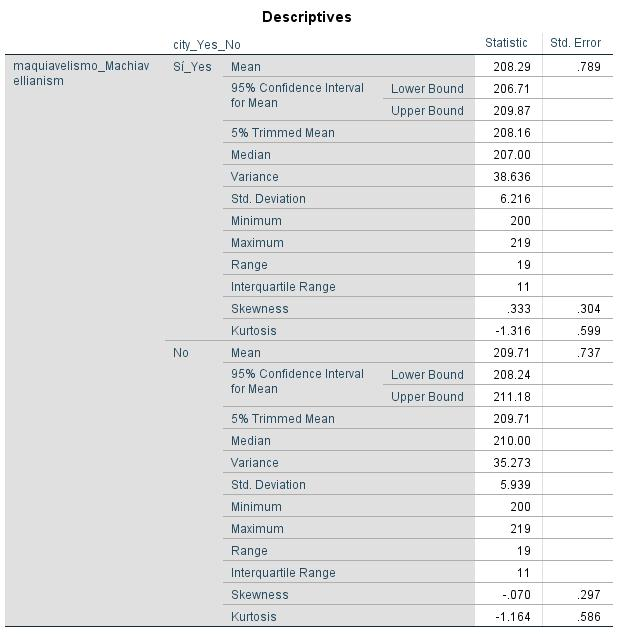 Descriptives
city_Yes_No Statistic Std. Error
maquiavelismo_Machiav Sí_Yes Mean 208.29 .789
ellianism
95% Confidence Interval Lower Bound 206.71
for Mean
Upper Bound 209.87
5% Trimmed Mean 208.16
Median 207.00
Variance 38.636
Std. Deviation 6.216
Minimum 200
Maximum 219
Range 19
Interquartile Range 11
Skewness .333 .304
Kurtosis -1.316 .599
No Mean 209.71 .737
95% Confidence Interval Lower Bound 208.24
for Mean
Upper Bound 211.18
5% Trimmed Mean 209.71
Median 210.00
Variance 35.273
Std. Deviation 5.939
Minimum 200
Maximum 219
Range 19
Interquartile Range 11
Skewness -.070 .297
Kurtosis -1.164 .586